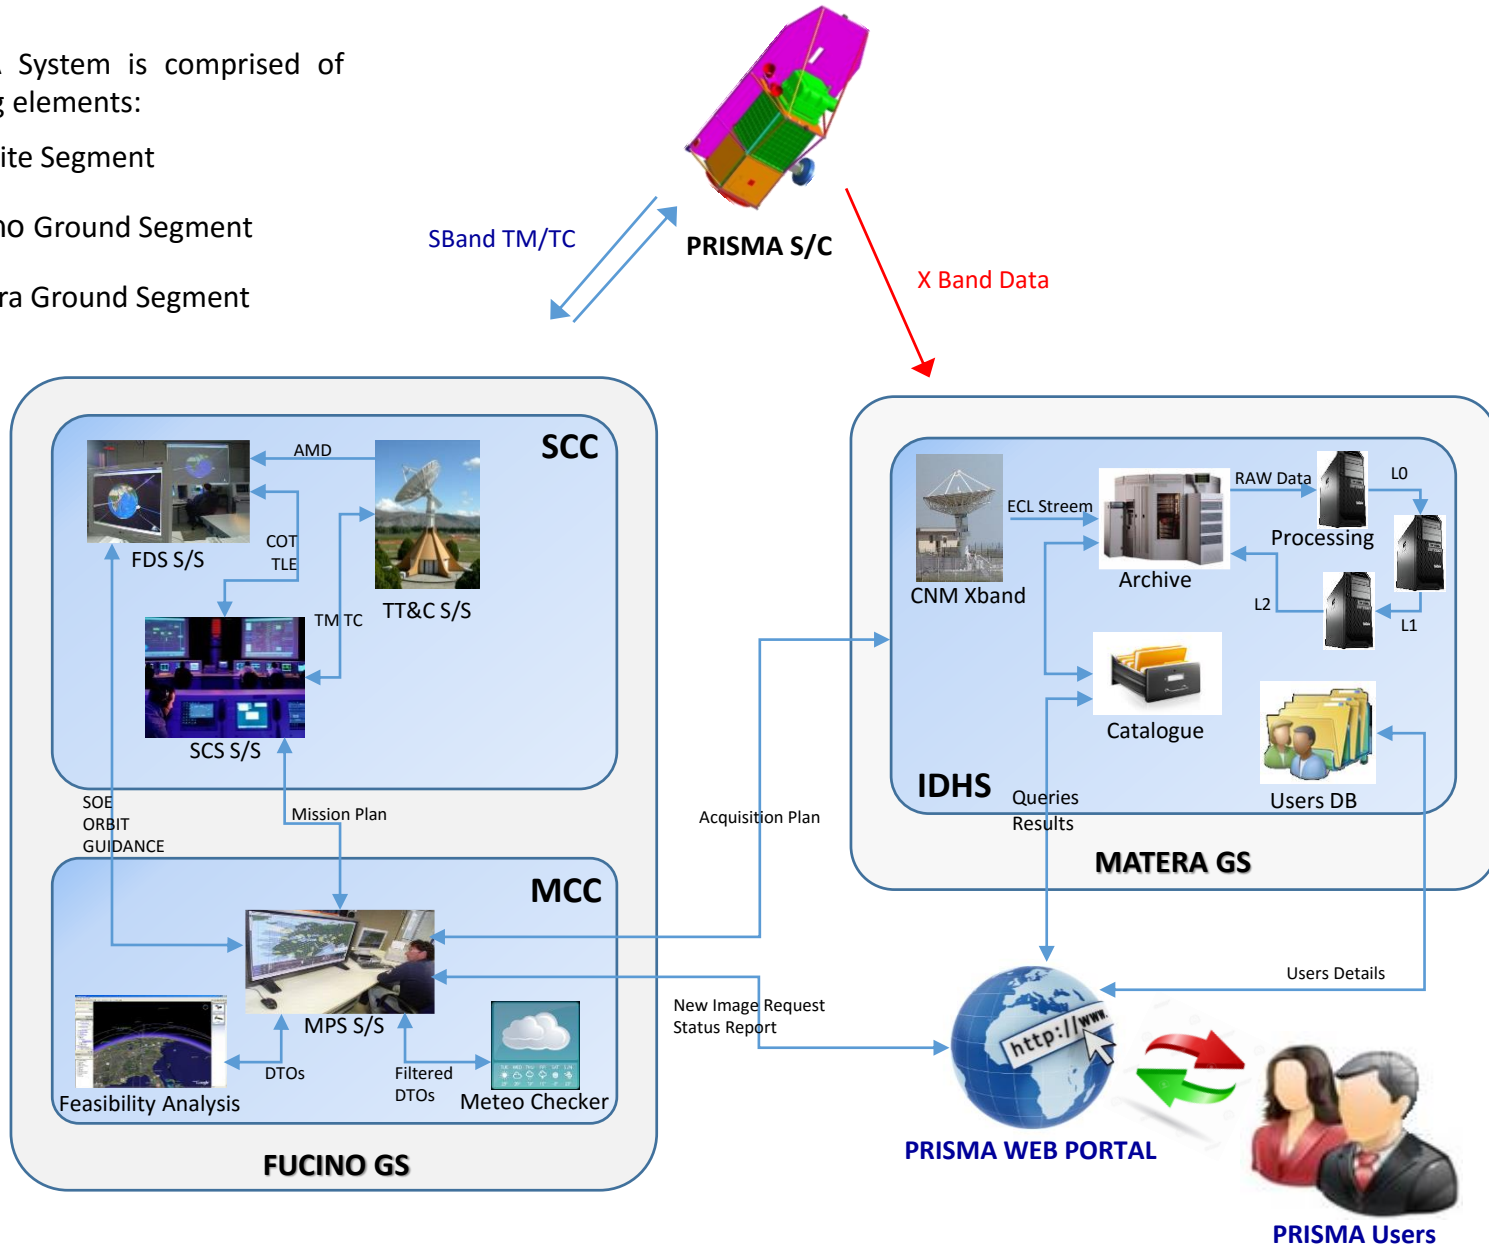 A System is comprised of
g elements:
ite Segment
no Ground Segment
ra Ground Segment
SBand TM/TC
PRISMA S/C
X Band Data
SCC
AMD
FDS S/S
COT
TLE
TT&C S/S
TM TC
SCS S/S
SOE
ORBIT
GUIDANCE
Mission Plan
MCC
MPS S/S
DTOs
Filtered
DTOs
Feasibility Analysis
Meteo Checker
FUCINO GS
Acquisition Plan
New Image Request
Status Report
CNM Xband
ECL Streem
Archive
RAW Data
Processing
L0
L1
L2
Catalogue
IDHS
Queries
Results
Users DB
MATERA GS
Users Details
http://www.
PRISMA WEB PORTAL
PRISMA Users